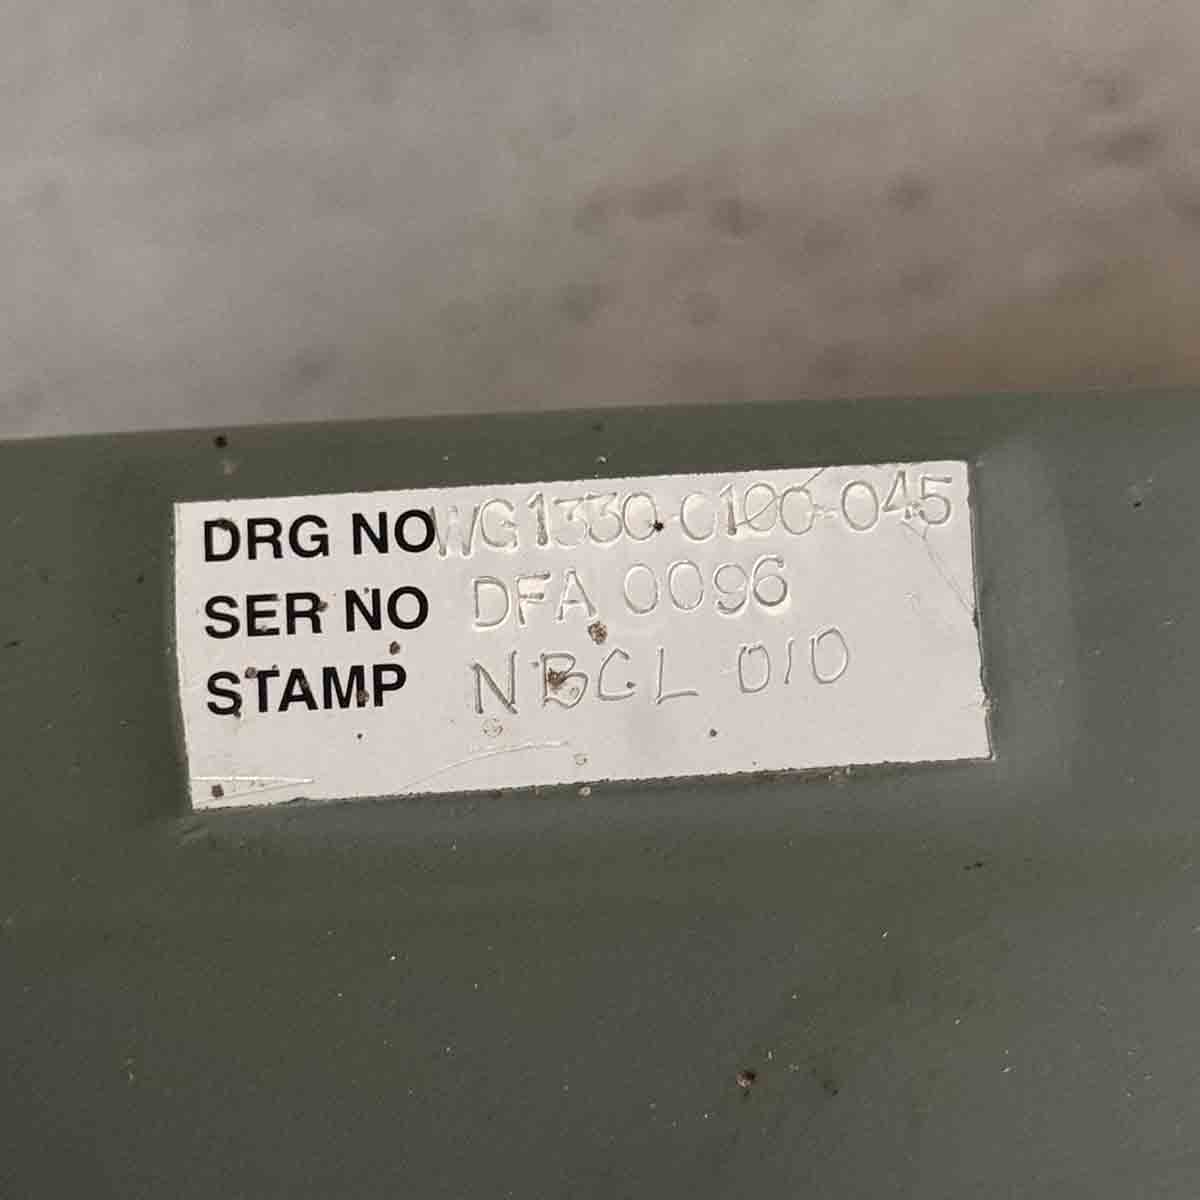 DRG NO WG1330-0100-045
SER NO DFA 0096
STAMP NBCL 010